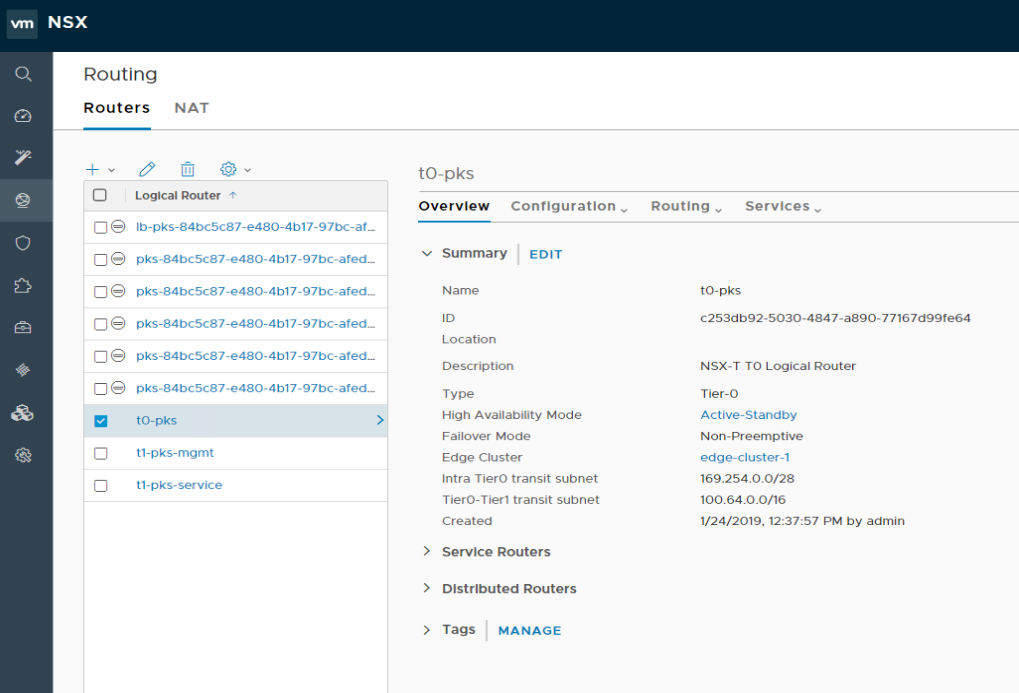 vm NSX
Routing
Routers NAT
Logical Router
lb-pks-84bc5c87-e480-4b17-97bc-af...
pks-84bc5c87-e480-4b17-97bc-afed...
pks-84bc5c87-e480-4b17-97bc-afed...
pks-84bc5c87-e480-4b17-97bc-afed...
pks-84bc5c87-e480-4b17-97bc-afed...
pks-84bc5c87-e480-4b17-97bc-afed...
t0-pks
t1-pks-mgmt
t1-pks-service
t0-pks
Overview Configuration Routing Services
Summary EDIT
Name t0-pks
ID c253db92-5030-4847-a890-77167d99fe64
Location
Description NSX-T T0 Logical Router
Type Tier-0
High Availability Mode Active-Standby
Failover Mode Non-Preemptive
Edge Cluster edge-cluster-1
Intra Tier0 transit subnet 169.254.0.0/28
Tier0-Tier1 transit subnet 100.64.0.0/16
Created 1/24/2019, 12:37:57 PM by admin
Service Routers
Distributed Routers
Tags MANAGE